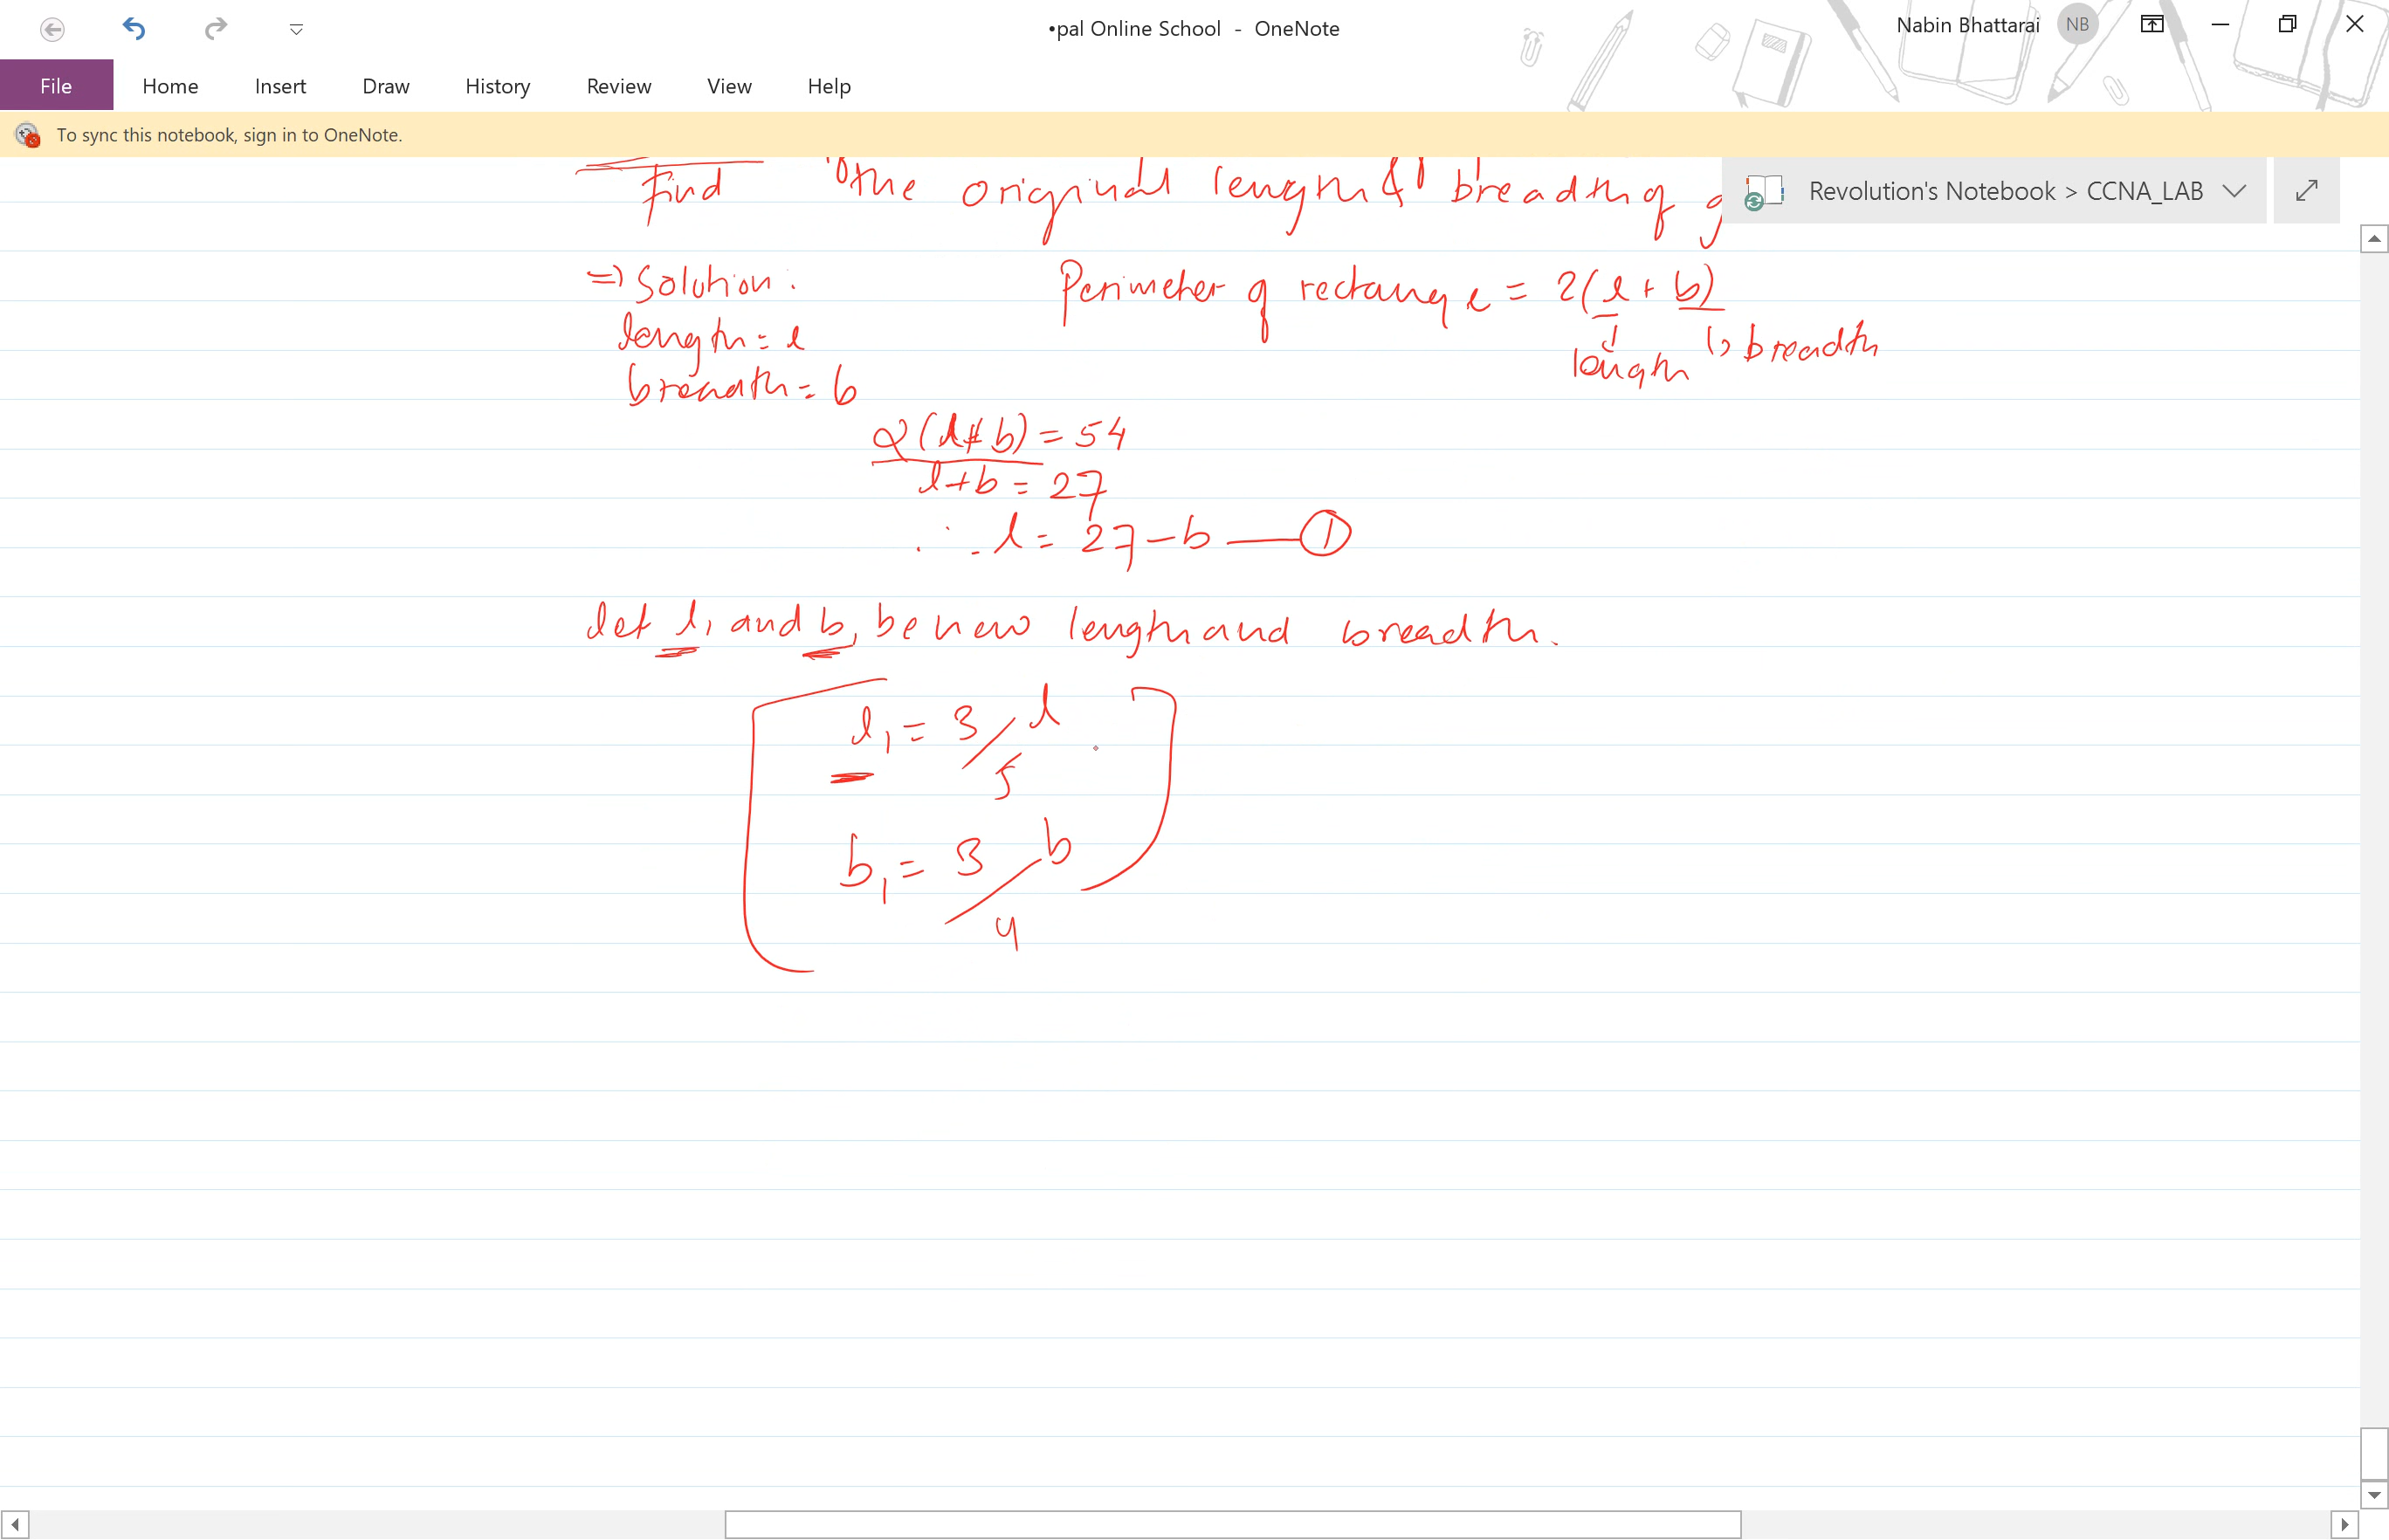 •pal Online School - OneNote
Nabin Bhattarai NB
File Home Insert Draw History Review View Help
To sync this notebook, sign in to OneNote.
Revolution's Notebook > CCNA_LAB
Find the original length & breadth of
=> Solution: Perimeter of rectangle = 2(l + b)
length = l
length breadth
breadth = b
2(l+b) = 54
l+b = 27
∴ l = 27-b — ①
let l₁ and b₁ be new length and breadth.
l₁ = 3/5 l
b₁ = 3/4 b